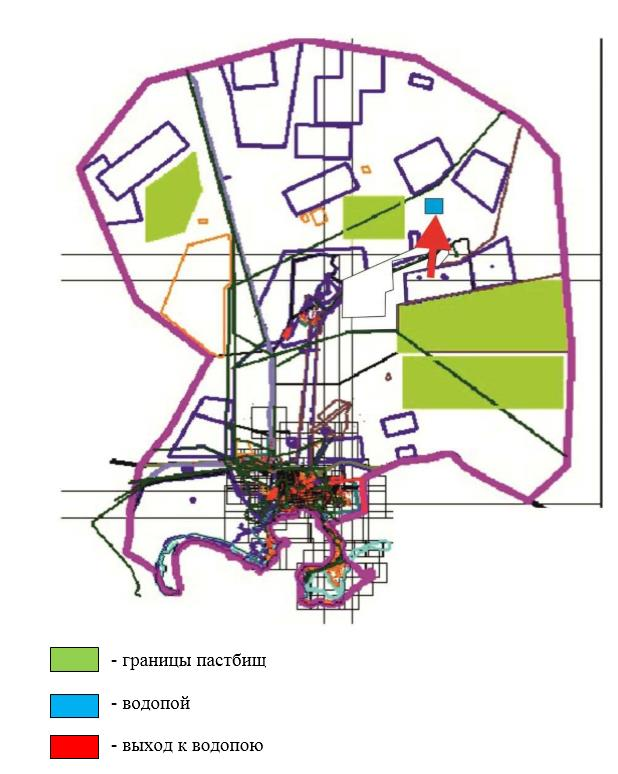 - границы пастбищ
- водопой
- выход к водопою